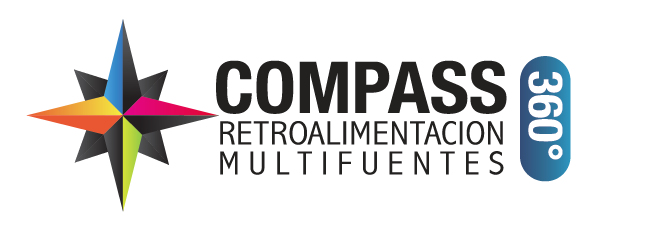 COMPASS
RETROALIMENTACION
MULTIFUENTES
360°